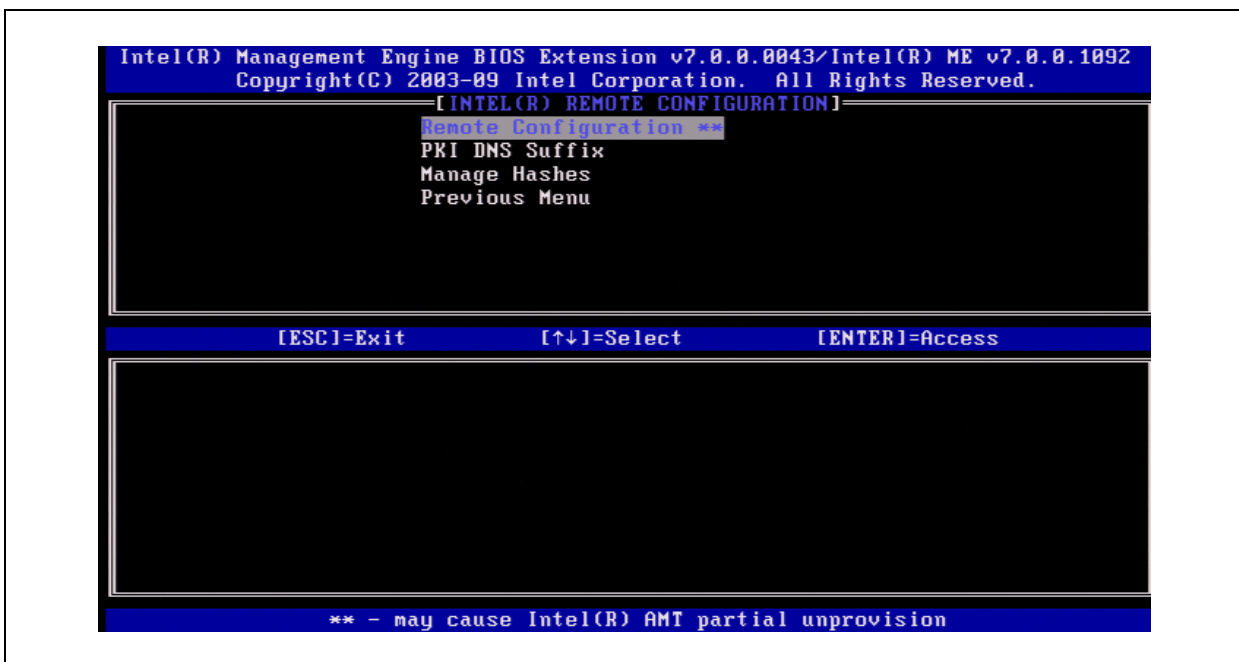 Intel(R) Management Engine BIOS Extension v7.0.0.0043/Intel(R) ME v7.0.0.1092
Copyright(C) 2003-09 Intel Corporation. All Rights Reserved.
[INTEL(R) REMOTE CONFIGURATION]
Remote Configuration **
PKI DNS Suffix
Manage Hashes
Previous Menu
[ESC]=Exit [↑↓]=Select [ENTER]=Access
** - may cause Intel(R) AMT partial unprovision